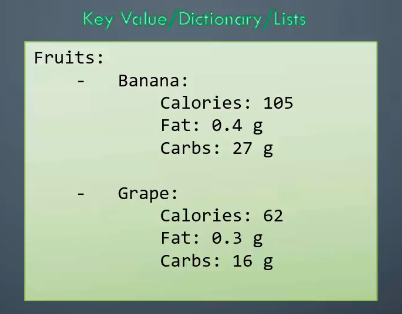 Key Value/Dictionary/Lists
Fruits:
- Banana:
Calories: 105
Fat: 0.4 g
Carbs: 27 g
- Grape:
Calories: 62
Fat: 0.3 g
Carbs: 16 g